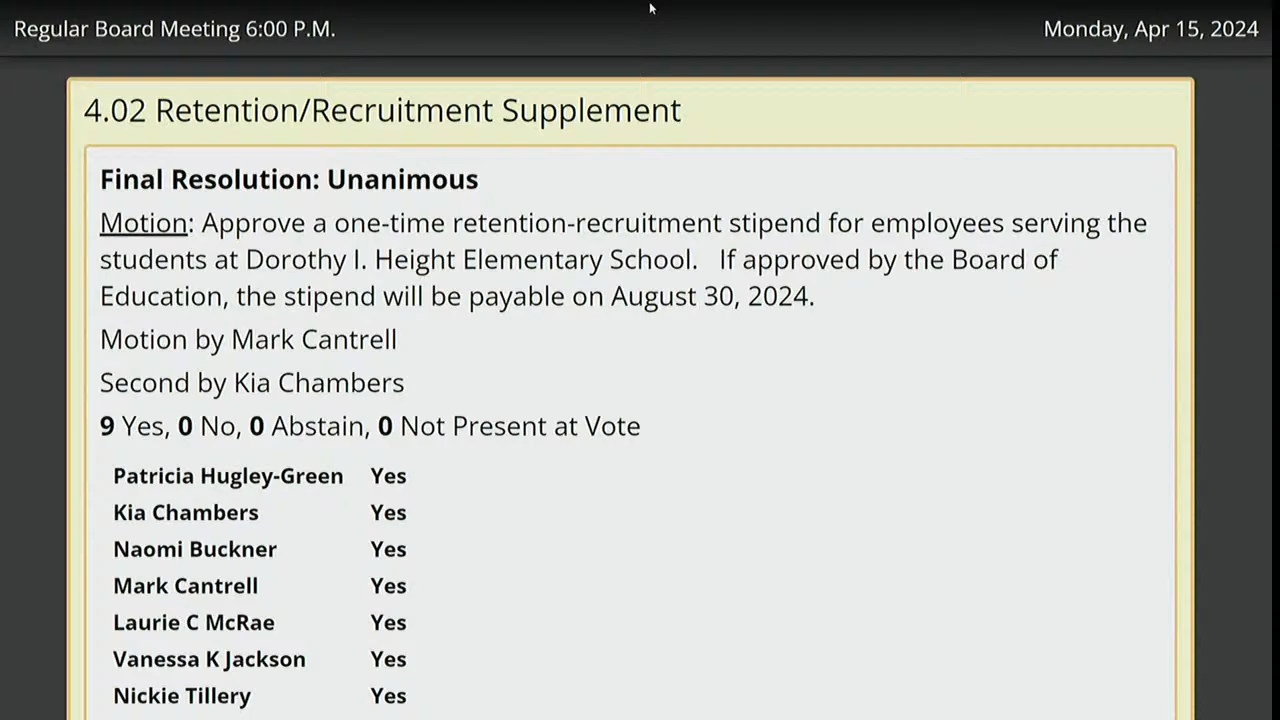 Regular Board Meeting 6:00 P.M.
Monday, Apr 15, 2024
4.02 Retention/Recruitment Supplement
Final Resolution: Unanimous
Motion: Approve a one-time retention-recruitment stipend for employees serving the
students at Dorothy I. Height Elementary School.   If approved by the Board of
Education, the stipend will be payable on August 30, 2024.
Motion by Mark Cantrell
Second by Kia Chambers
9 Yes, 0 No, 0 Abstain, 0 Not Present at Vote
Patricia Hugley-Green Yes
Kia Chambers Yes
Naomi Buckner Yes
Mark Cantrell Yes
Laurie C McRae Yes
Vanessa K Jackson Yes
Nickie Tillery Yes